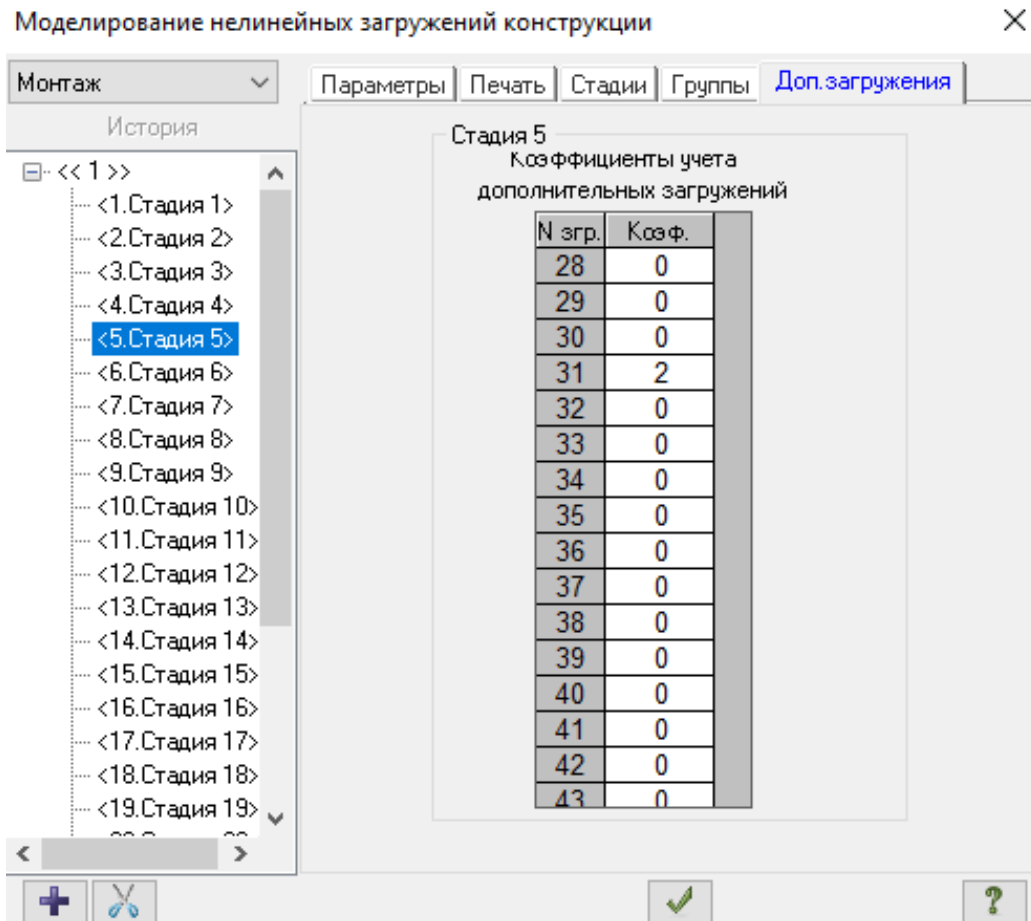 Моделирование нелинейных загружений конструкции
Монтаж
История
<< 1 >>
<1.Стадия 1>
<2.Стадия 2>
<3.Стадия 3>
<4.Стадия 4>
<5.Стадия 5>
<6.Стадия 6>
<7.Стадия 7>
<8.Стадия 8>
<9.Стадия 9>
<10.Стадия 10>
<11.Стадия 11>
<12.Стадия 12>
<13.Стадия 13>
<14.Стадия 14>
<15.Стадия 15>
<16.Стадия 16>
<17.Стадия 17>
<18.Стадия 18>
<19.Стадия 19>
Параметры Печать Стадии Группы Доп.загружения
Стадия 5
Коэффициенты учета
дополнительных загружений
N згр. Коэф.
28 0
29 0
30 0
31 2
32 0
33 0
34 0
35 0
36 0
37 0
38 0
39 0
40 0
41 0
42 0
43 0